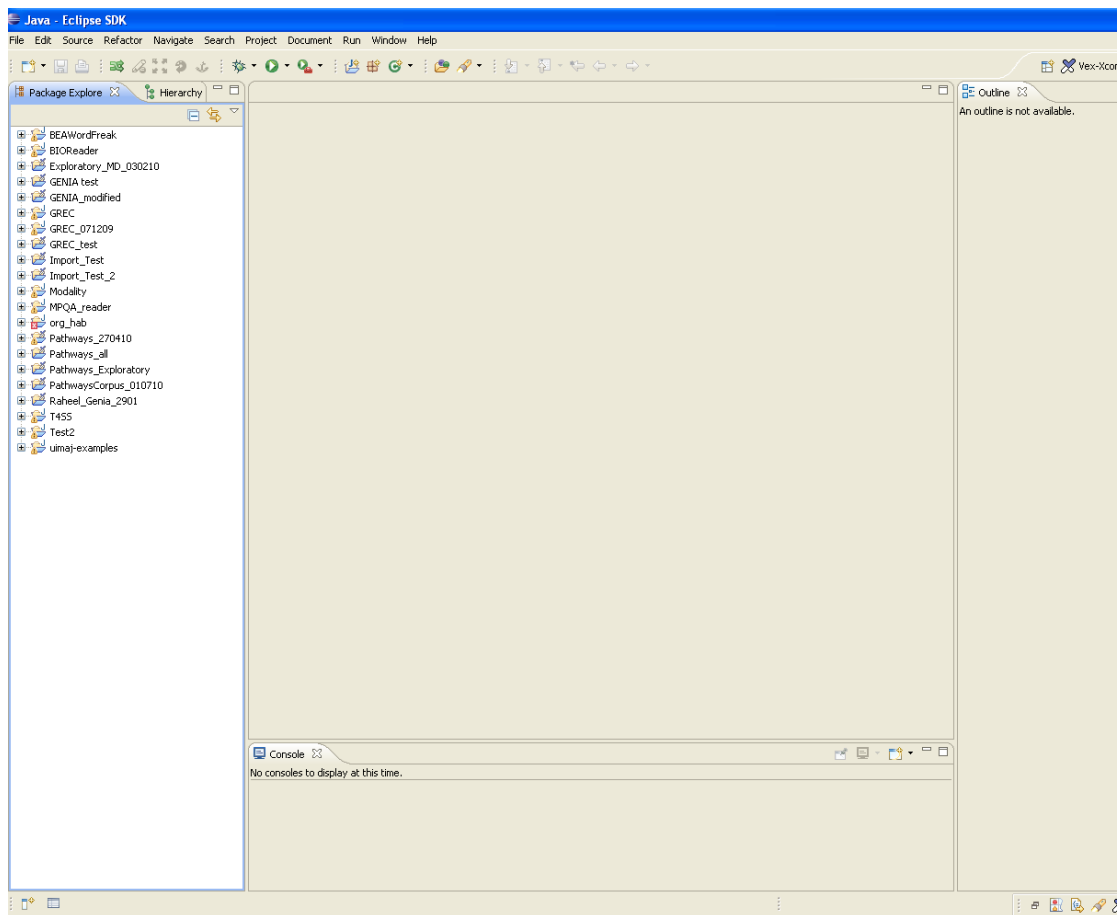 Java - Eclipse SDK
File Edit Source Refactor Navigate Search Project Document Run Window Help
Vex-Xcor
Package Explore Hierarchy
Outline
An outline is not available.
BEAWordFreak
BIOReader
Exploratory_MD_030210
GENIA test
GENIA_modified
GREC
GREC_071209
GREC_test
Import_Test
Import_Test_2
Modality
MPQA_reader
org_hab
Pathways_270410
Pathways_all
Pathways_Exploratory
PathwaysCorpus_010710
Raheel_Genia_2901
T4SS
Test2
uimaj-examples
Console
No consoles to display at this time.